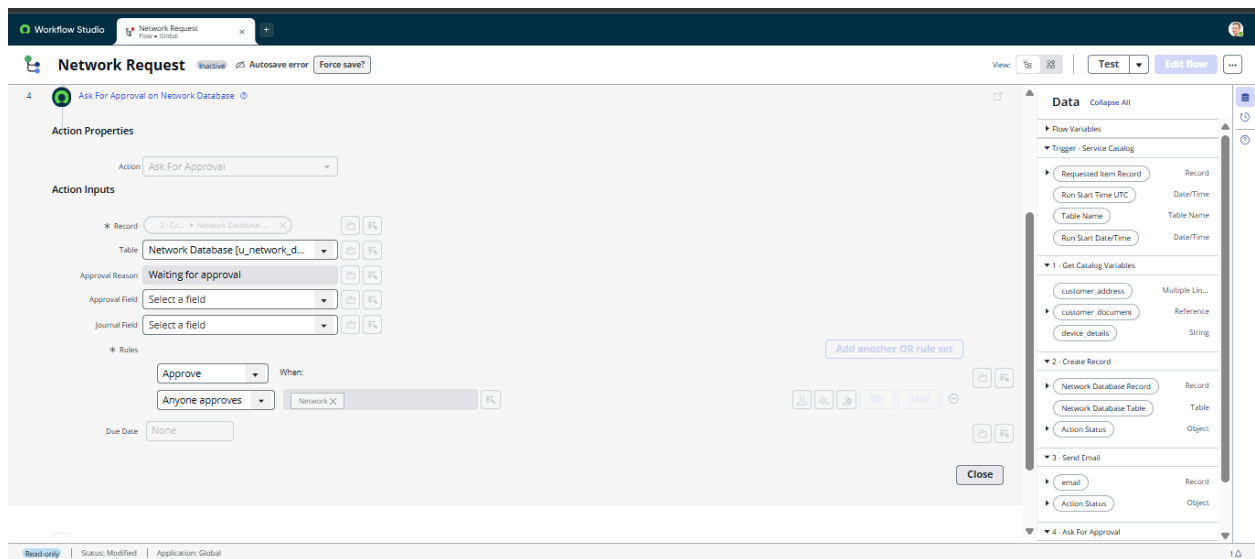 Workflow Studio
Network Request
Flow • Global
Network Request Inactive Autosave error Force save? View: Test Edit flow
4 Ask For Approval on Network Database
Action Properties
Action Ask For Approval
Action Inputs
* Record 2 - Cr... ▸ Network Database ... X
Table Network Database [u_network_d...
Approval Reason Waiting for approval
Approval Field Select a field
Journal Field Select a field
* Rules Add another OR rule set
Approve When:
Anyone approves Network X OR AND
Due Date None
Close
Data Collapse All
Flow Variables
Trigger - Service Catalog
Requested Item Record Record
Run Start Time UTC Date/Time
Table Name Table Name
Run Start Date/Time Date/Time
1 - Get Catalog Variables
customer_address Multiple Lin...
customer_document Reference
device_details String
2 - Create Record
Network Database Record Record
Network Database Table Table
Action Status Object
3 - Send Email
email Record
Action Status Object
4 - Ask For Approval
Read-only Status: Modified Application: Global 1